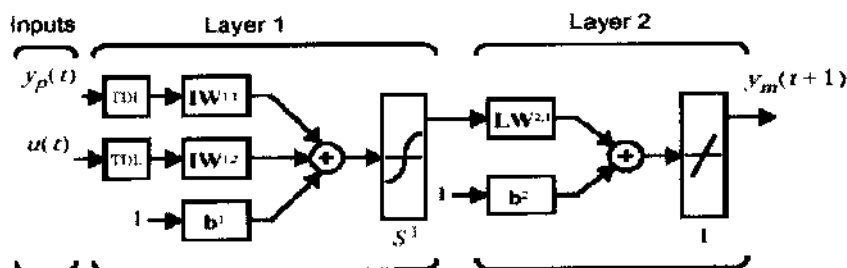 Inputs Layer 1 Layer 2
y_p(t) TDL IW^{1,1} y_m(t+1)
LW^{2,1}
u(t) TDL IW^{1,2}
1 b^1 1 b^2
S^1 1